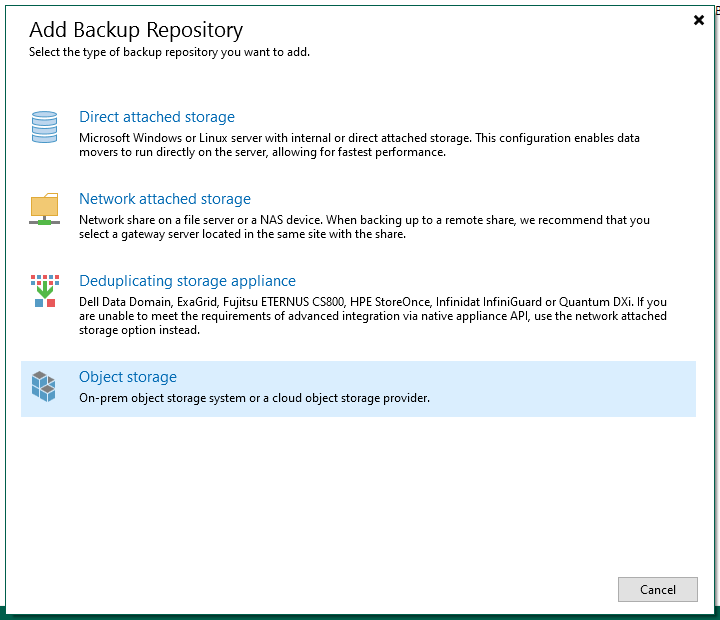 Add Backup Repository
Select the type of backup repository you want to add.
Direct attached storage
Microsoft Windows or Linux server with internal or direct attached storage. This configuration enables data
movers to run directly on the server, allowing for fastest performance.
Network attached storage
Network share on a file server or a NAS device. When backing up to a remote share, we recommend that you
select a gateway server located in the same site with the share.
Deduplicating storage appliance
Dell Data Domain, ExaGrid, Fujitsu ETERNUS CS800, HPE StoreOnce, Infinidat InfiniGuard or Quantum DXi. If you
are unable to meet the requirements of advanced integration via native appliance API, use the network attached
storage option instead.
Object storage
On-prem object storage system or a cloud object storage provider.
Cancel